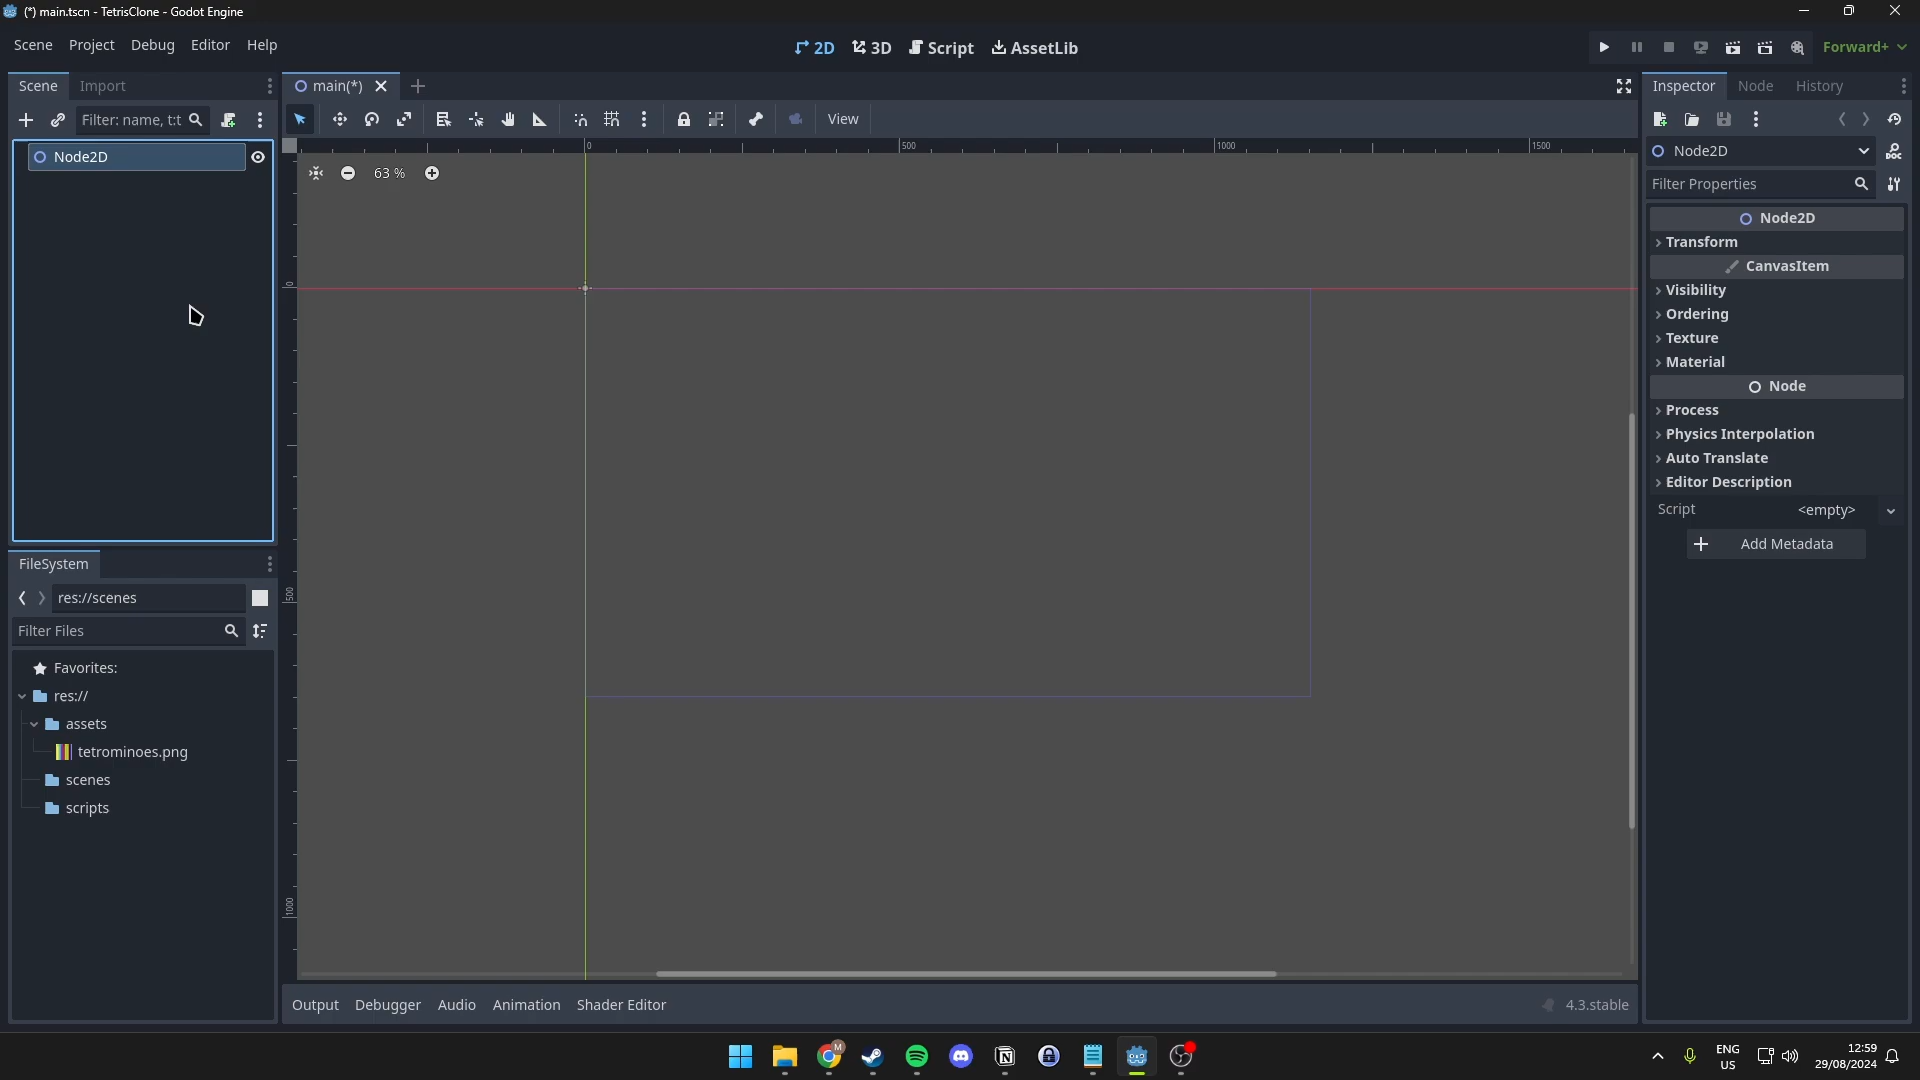 (*) main.tscn - TetrisClone - Godot Engine
Scene Project Debug Editor Help
2D 3D Script AssetLib
Forward+
Scene Import
main(*)
Inspector Node History
Filter: name, t:t
View
Node2D
0 500 1000 1500
63 %
0
500
1000
Node2D
DOC
Filter Properties
Node2D
Transform
CanvasItem
Visibility
Ordering
Texture
Material
Node
Process
Physics Interpolation
Auto Translate
Editor Description
Script <empty>
Add Metadata
FileSystem
res://scenes
Filter Files
Favorites:
res://
assets
tetrominoes.png
scenes
scripts
Output Debugger Audio Animation Shader Editor
4.3.stable
M
ENG
US
12:59
29/08/2024